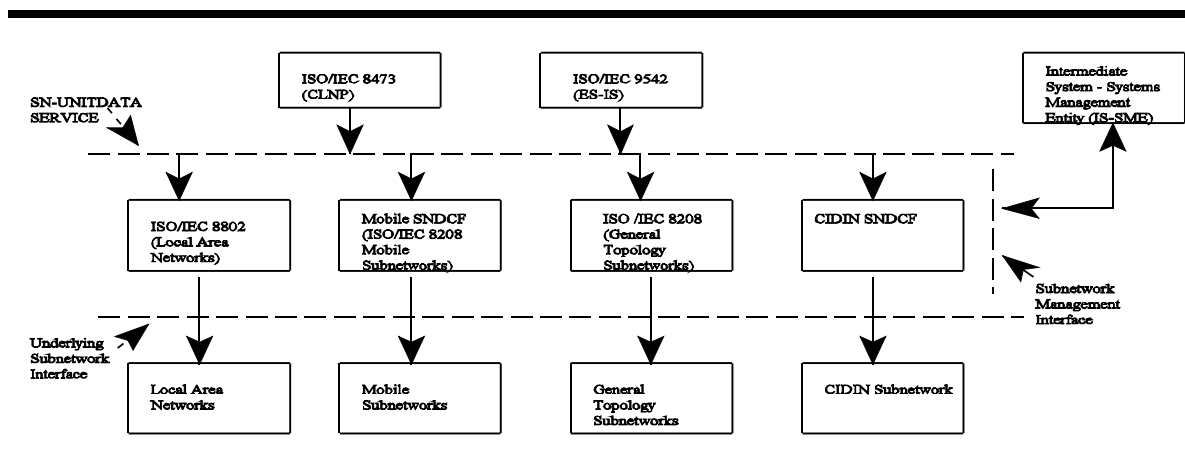 ISO/IEC 8473
(CLNP)
ISO/IEC 9542
(ES-IS)
Intermediate
System - Systems
Management
Entity (IS-SME)
SN-UNITDATA
SERVICE
ISO/IEC 8802
(Local Area
Networks)
Mobile SNDCF
(ISO/IEC 8208
Mobile
Subnetworks)
ISO /IEC 8208
(General
Topology
Subnetworks)
CIDIN SNDCF
Subnetwork
Management
Interface
Underlying
Subnetwork
Interface
Local Area
Networks
Mobile
Subnetworks
General
Topology
Subnetworks
CIDIN Subnetwork